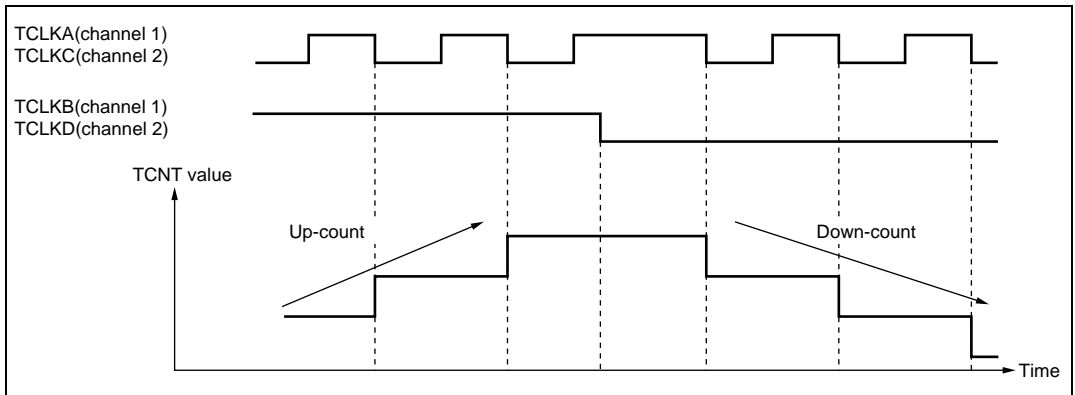 TCLKA(channel 1)
TCLKC(channel 2)
TCLKB(channel 1)
TCLKD(channel 2)
TCNT value
Up-count
Down-count
Time